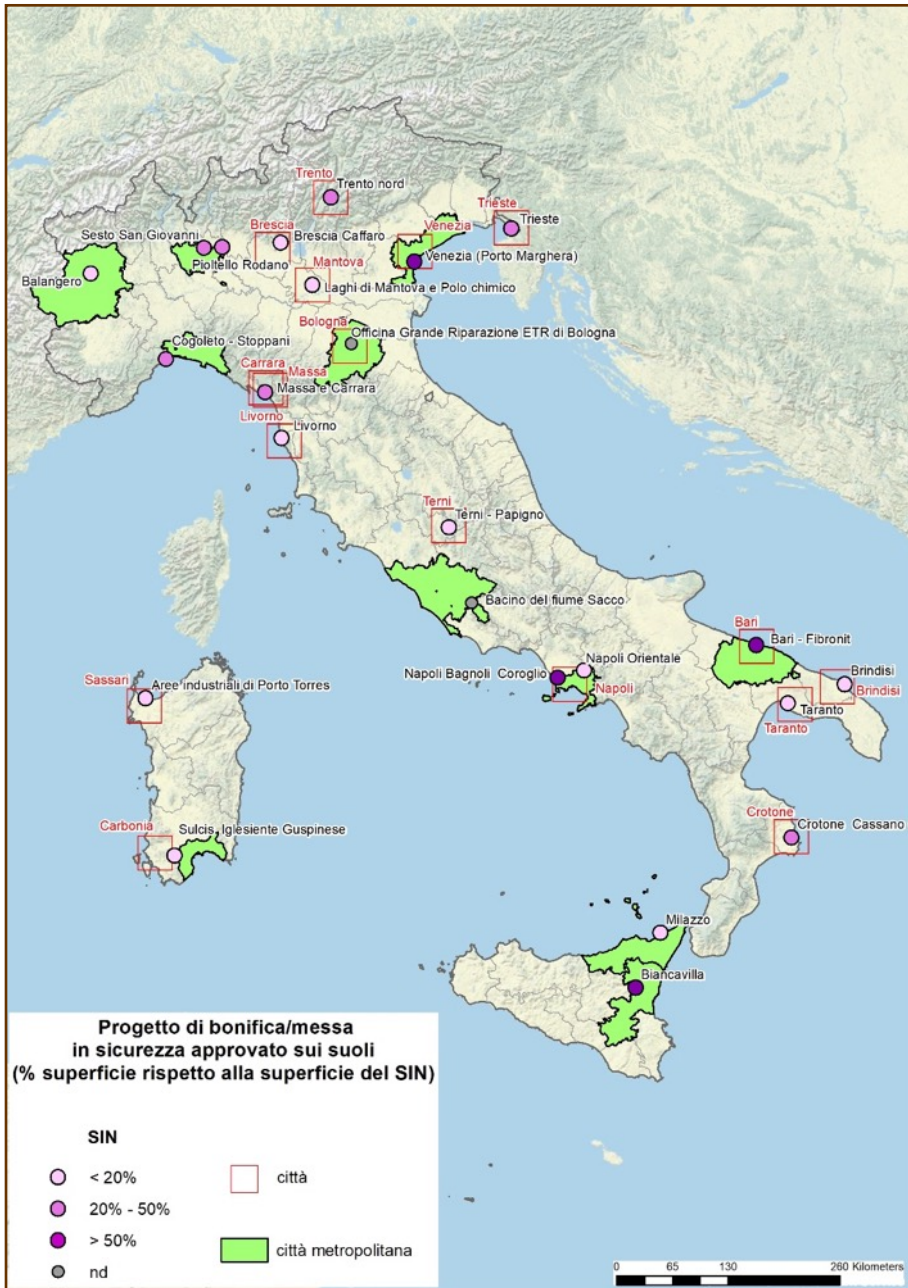 Trento
Trento nord
Trieste
Trieste
Sesto San Giovanni
Brescia
Brescia Caffaro
Venezia
Venezia (Porto Marghera)
Pioltello Rodano
Balangero
Mantova
Laghi di Mantova e Polo chimico
Bologna
Officina Grande Riparazione ETR di Bologna
Cogoleto - Stoppani
Carrara
Massa
Massa e Carrara
Livorno
Livorno
Terni
Terni - Papigno
Bacino del fiume Sacco
Bari
Bari - Fibronit
Napoli Orientale
Napoli Bagnoli Coroglio
Napoli
Brindisi
Brindisi
Sassari
Aree industriali di Porto Torres
Taranto
Taranto
Carbonia
Sulcis, Iglesiente Guspinese
Crotone
Crotone Cassano
Milazzo
Biancavilla
Progetto di bonifica/messa
in sicurezza approvato sui suoli
(% superficie rispetto alla superficie del SIN)
SIN
< 20%
20% - 50%
> 50%
nd
città
città metropolitana
0 65 130 260 Kilometers